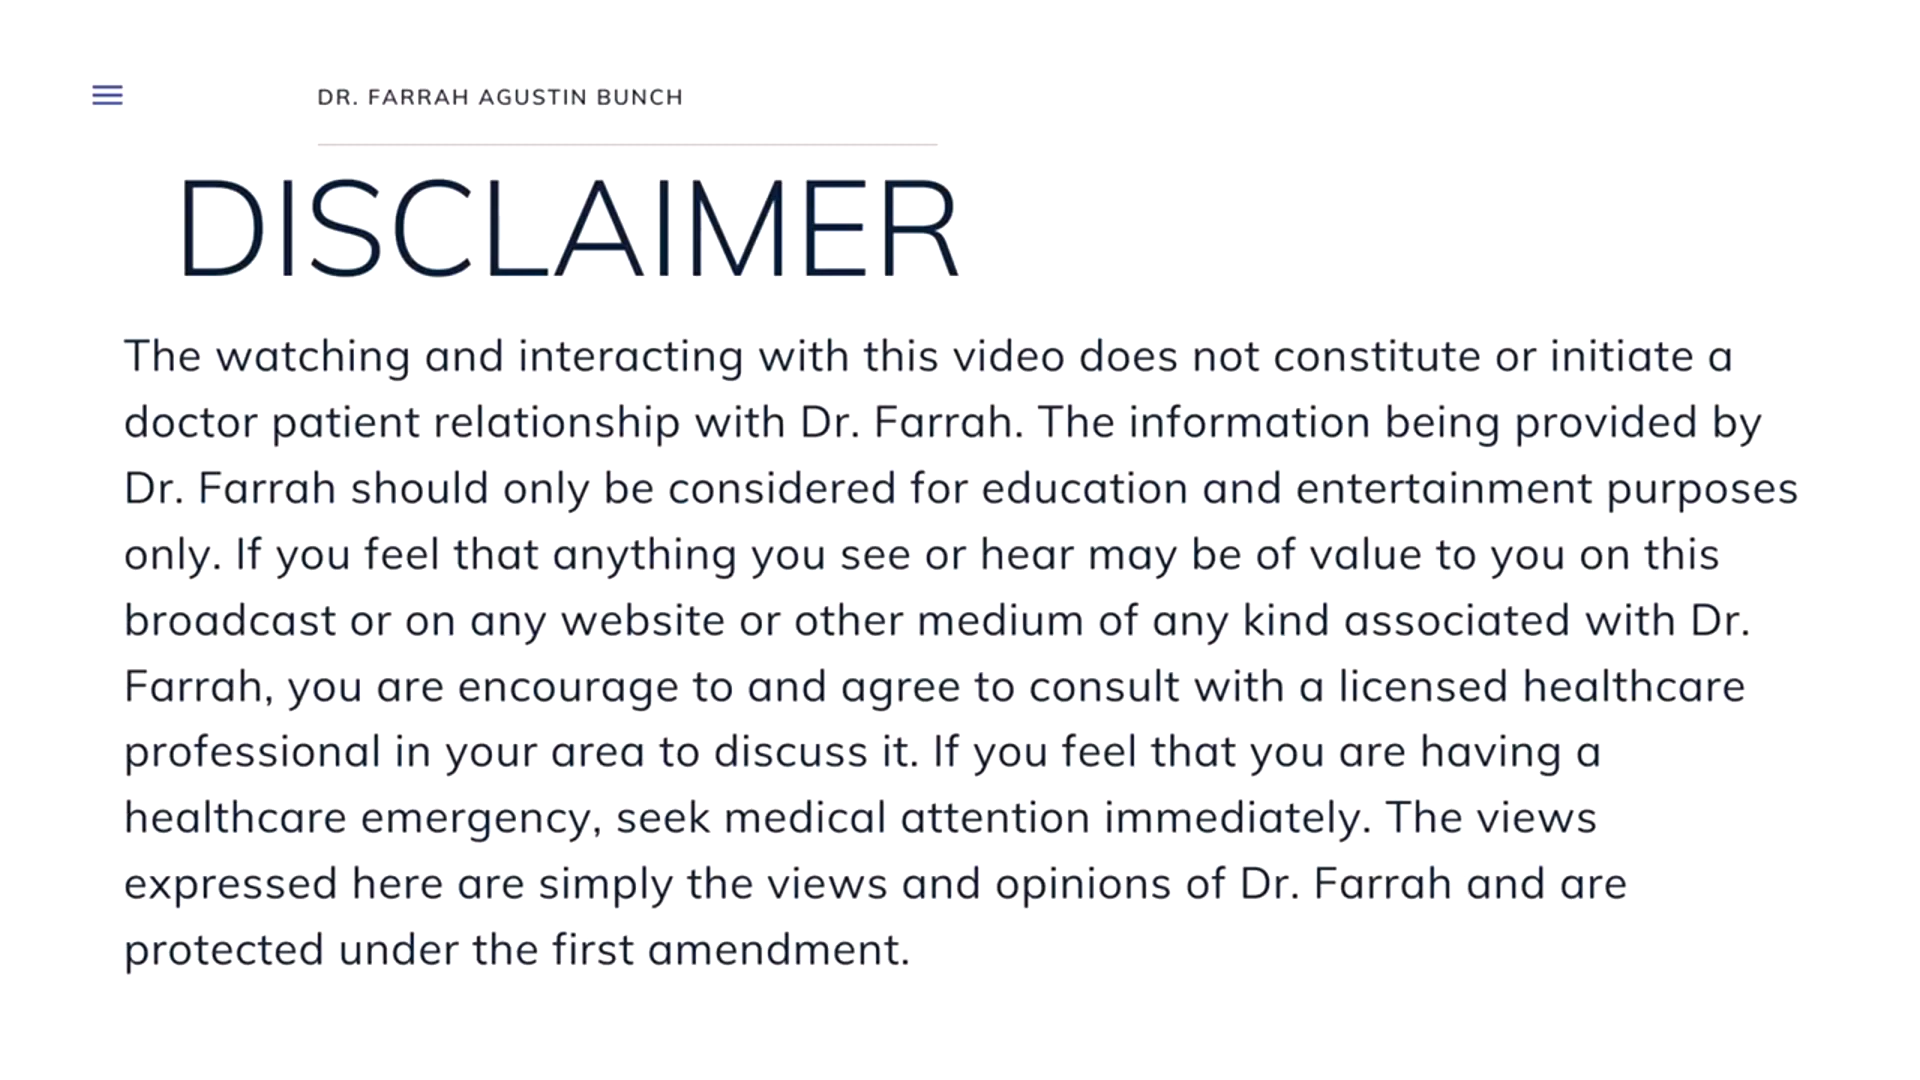 DR. FARRAH AGUSTIN BUNCH
DISCLAIMER
The watching and interacting with this video does not constitute or initiate a
doctor patient relationship with Dr. Farrah. The information being provided by
Dr. Farrah should only be considered for education and entertainment purposes
only. If you feel that anything you see or hear may be of value to you on this
broadcast or on any website or other medium of any kind associated with Dr.
Farrah, you are encourage to and agree to consult with a licensed healthcare
professional in your area to discuss it. If you feel that you are having a
healthcare emergency, seek medical attention immediately. The views
expressed here are simply the views and opinions of Dr. Farrah and are
protected under the first amendment.